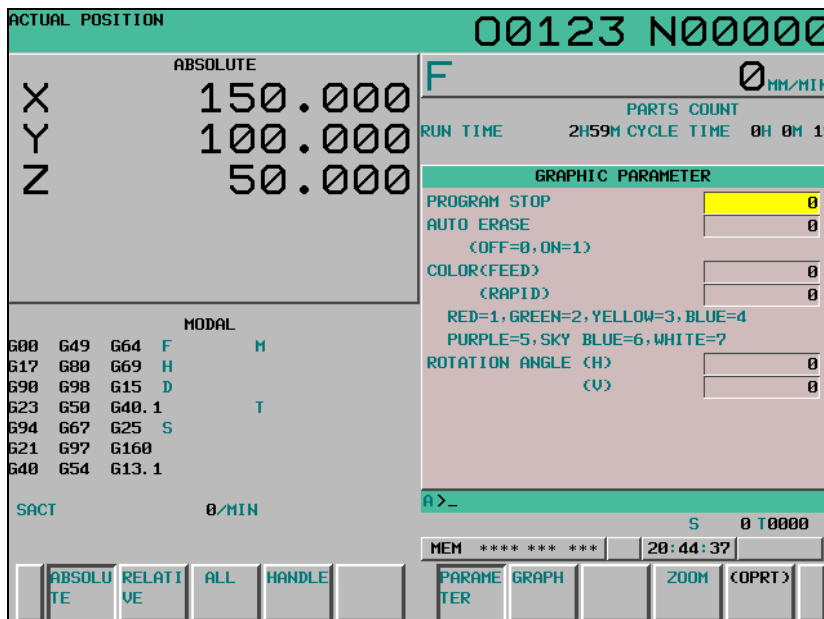 ACTUAL POSITION
O0123 N00000
ABSOLUTE
X 150.000
Y 100.000
Z 50.000
F 0 MM/MIN
PARTS COUNT
RUN TIME 2H59M CYCLE TIME 0H 0M 1
GRAPHIC PARAMETER
PROGRAM STOP 0
AUTO ERASE 0
(OFF=0,ON=1)
COLOR(FEED) 0
(RAPID) 0
RED=1,GREEN=2,YELLOW=3,BLUE=4
PURPLE=5,SKY BLUE=6,WHITE=7
ROTATION ANGLE (H) 0
(V) 0
MODAL
G00 G49 G64 F M
G17 G80 G69 H
G90 G98 G15 D
G23 G50 G40.1 T
G94 G67 G25 S
G21 G97 G160
G40 G54 G13.1
SACT 0/MIN
A>_
S 0 T0000
MEM **** *** *** 20:44:37
ABSOLU
TE
RELATI
VE
ALL
HANDLE
PARAME
TER
GRAPH
ZOOM
(OPRT)